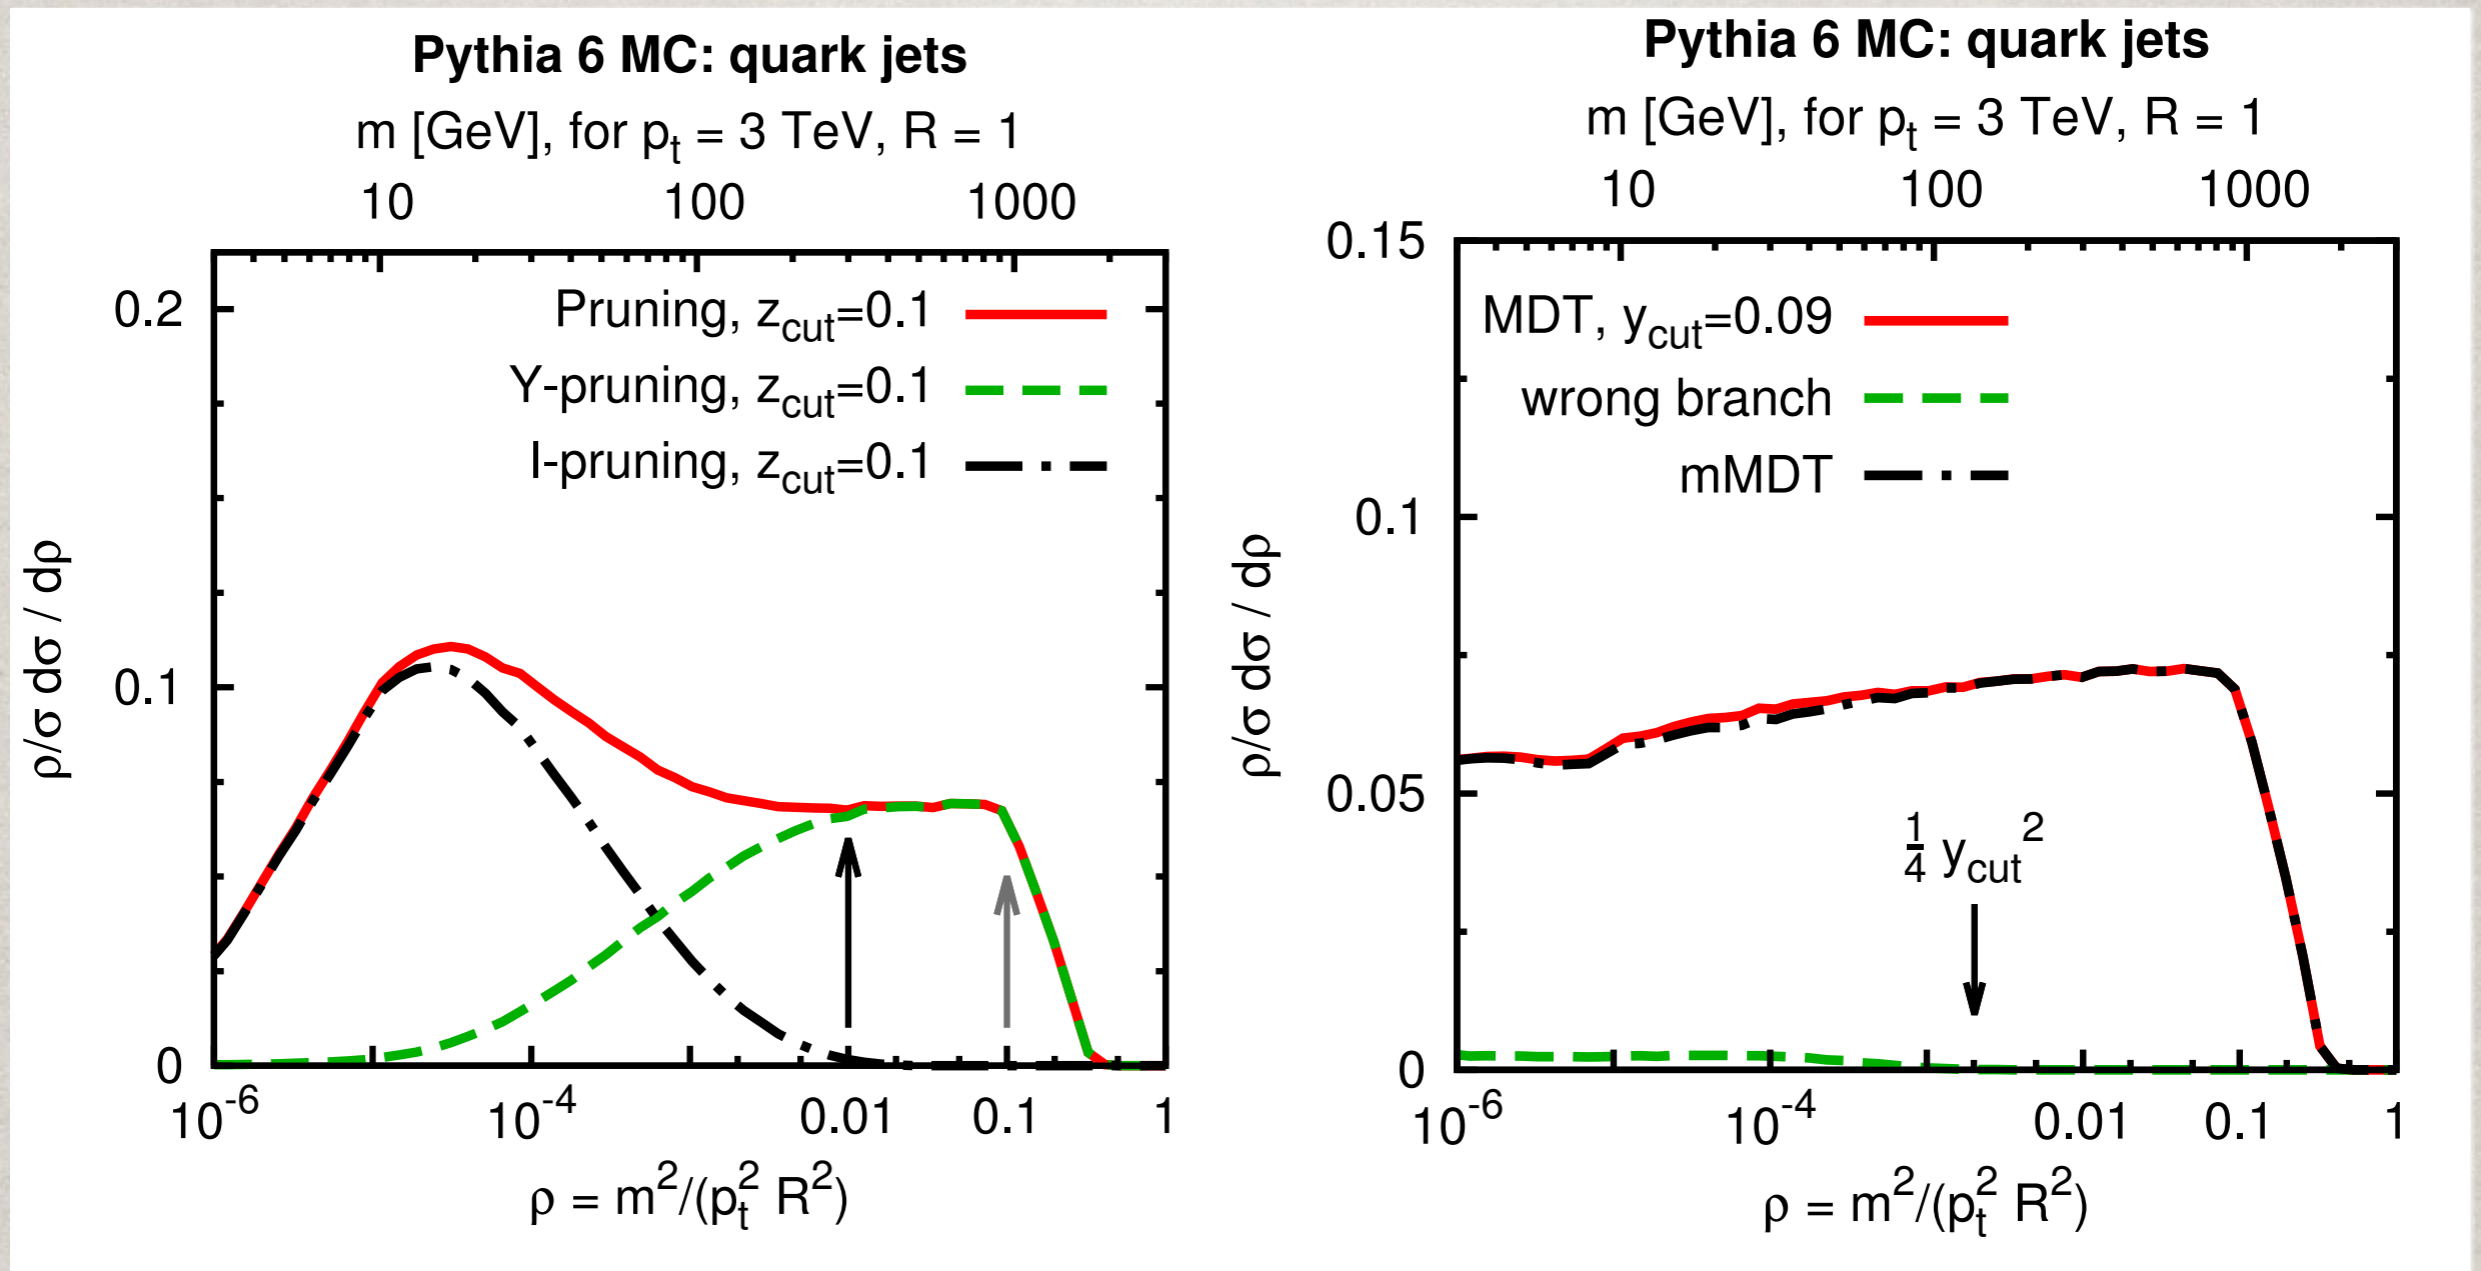 Pythia 6 MC: quark jets
m [GeV], for pt = 3 TeV, R = 1
10 100 1000
0.2
0.1
0
Pruning, zcut=0.1
Y-pruning, zcut=0.1
I-pruning, zcut=0.1
ρ/σ dσ / dρ
10-6 10-4 0.01 0.1 1
ρ = m2/(pt2 R2)
Pythia 6 MC: quark jets
m [GeV], for pt = 3 TeV, R = 1
10 100 1000
0.15
0.1
0.05
0
MDT, ycut=0.09
wrong branch
mMDT
1/4 ycut2
ρ/σ dσ / dρ
10-6 10-4 0.01 0.1 1
ρ = m2/(pt2 R2)